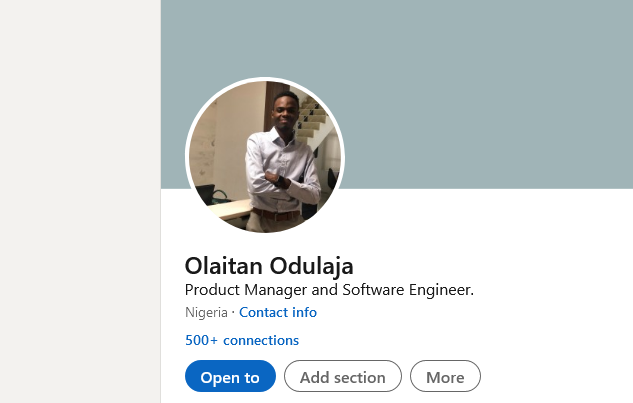 Olaitan Odulaja
Product Manager and Software Engineer.
Nigeria · Contact info
500+ connections
Open to Add section More